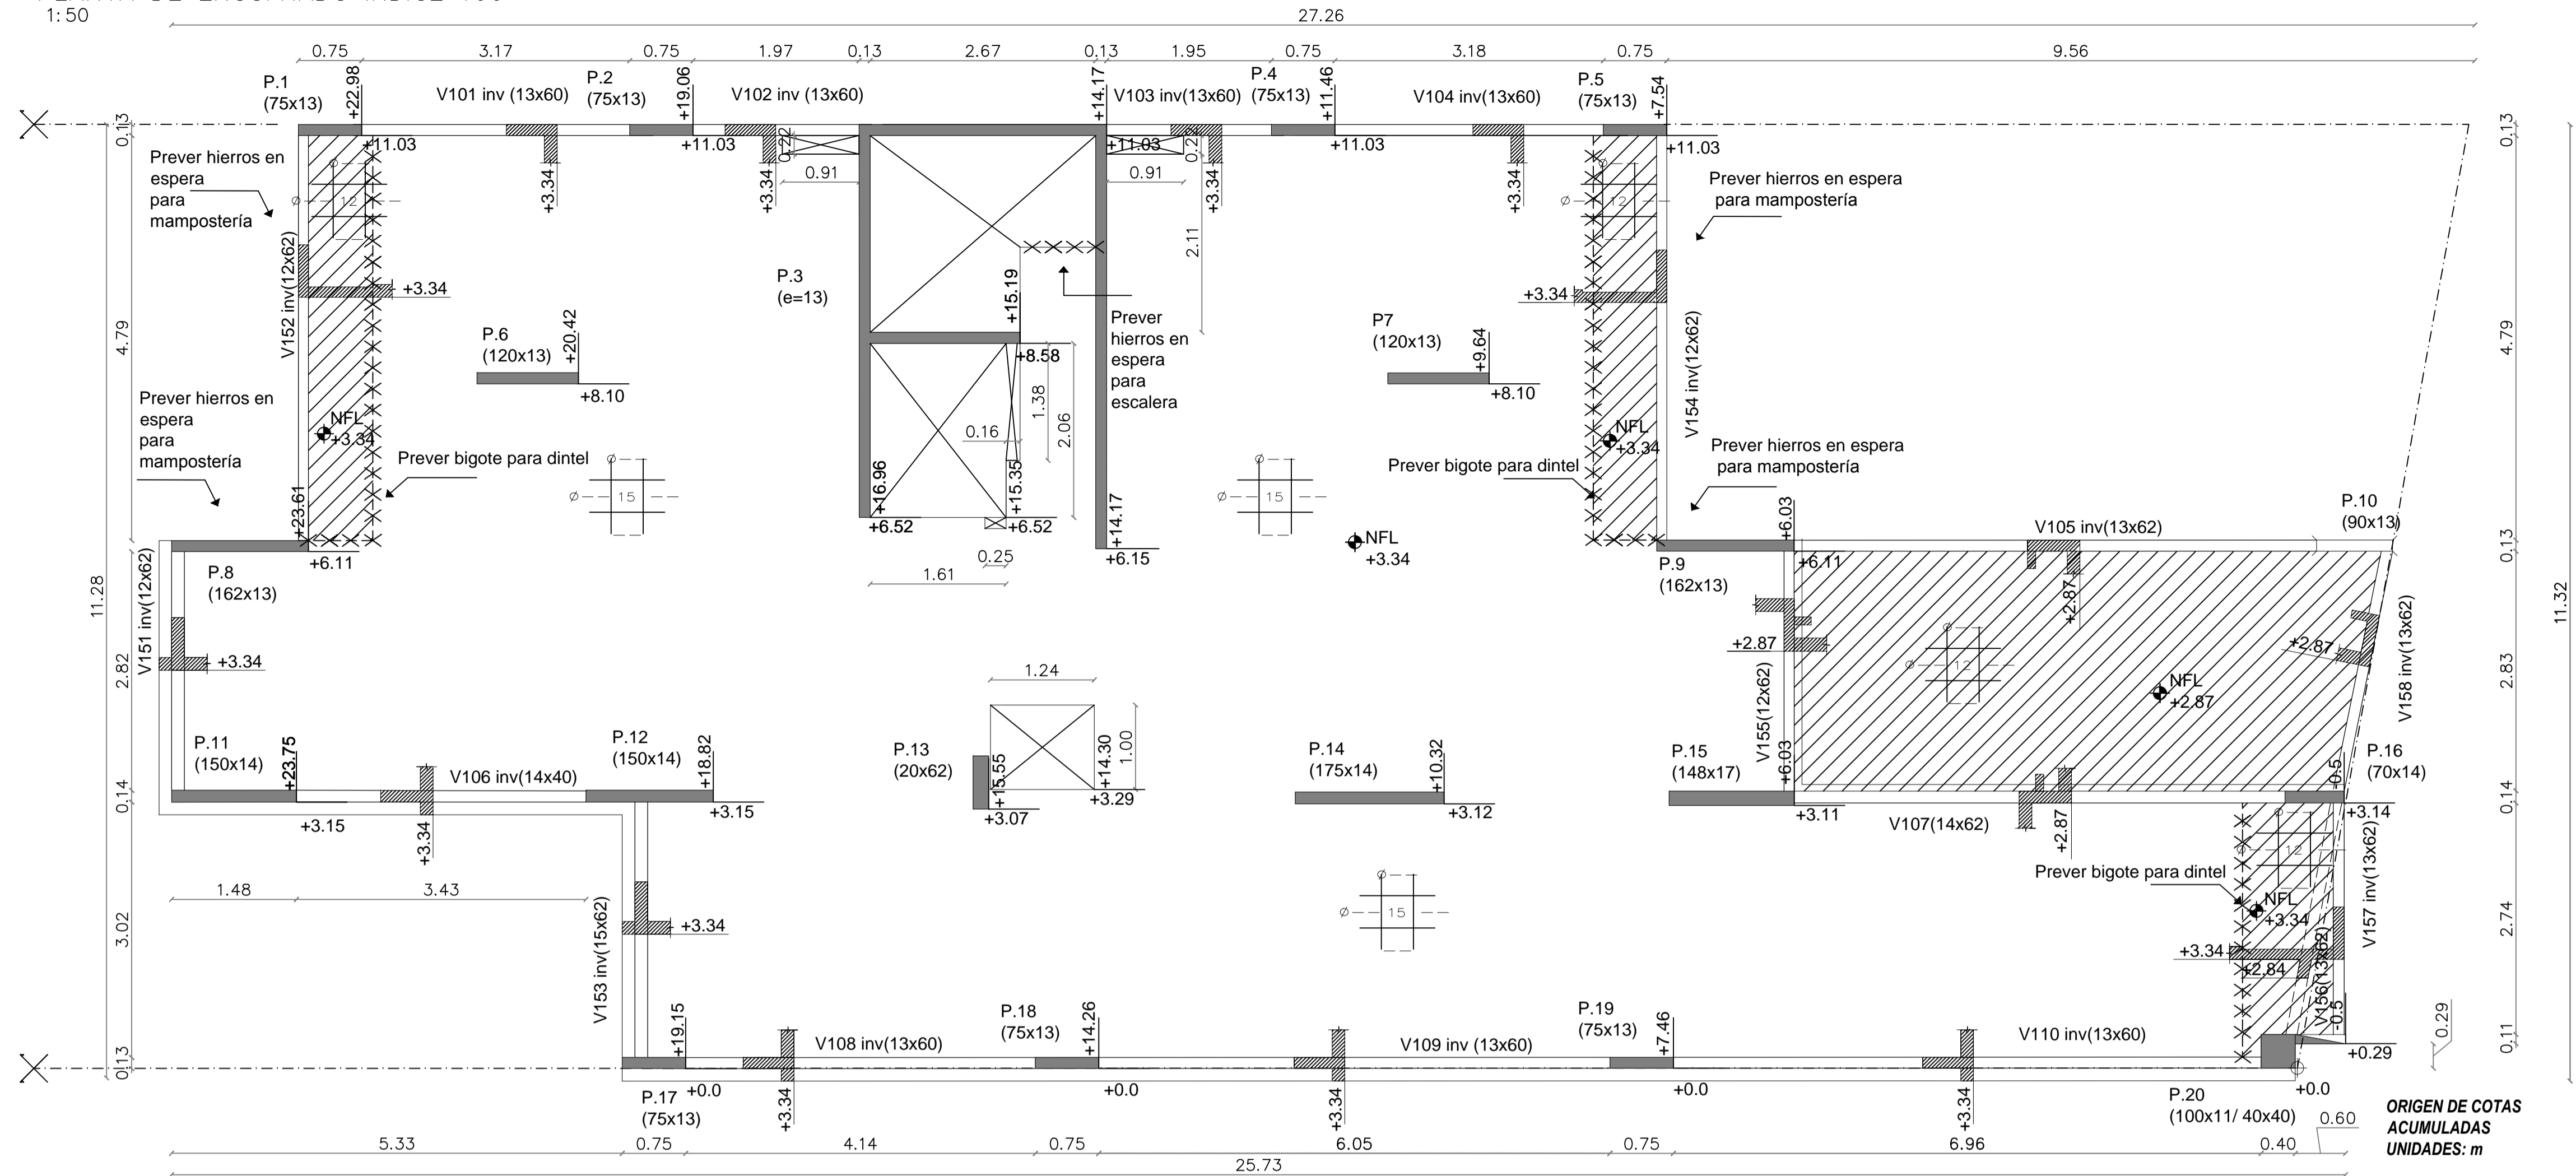 1:50
27.26
0.75
3.17
0.75
1.97
0.13
2.67
0.13
1.95
0.75
3.18
0.75
9.56
P.1
(75x13)
+22.98
V101 inv (13x60)
P.2
(75x13)
+19.06
V102 inv (13x60)
+14.17
V103 inv(13x60)
P.4
(75x13)
+11.46
V104 inv(13x60)
P.5
(75x13)
+7.54
0.13
+11.03
+11.03
0.22
+11.03
0.22
+11.03
+11.03
0.13
Prever hierros en
espera
para
mampostería
12
+3.34
+3.34
0.91
0.91
+3.34
+3.34
12
Prever hierros en espera
para mampostería
2.11
V152 inv(12x62)
+3.34
P.3
(e=13)
+15.19
+3.34
Prever
hierros en
espera
para
escalera
P.6
(120x13)
+20.42
+8.10
+8.58
P7
(120x13)
+9.64
+8.10
V154 inv(12x62)
4.79
4.79
1.38
2.06
0.16
Prever hierros en
espera
para
mampostería
NFL
+3.34
Prever bigote para dintel
15
+16.96
+15.35
+14.17
15
Prever bigote para dintel
NFL
+3.34
Prever hierros en espera
para mampostería
+23.61
+6.11
+6.52
+6.52
+6.15
0.25
1.61
NFL
+3.34
+6.03
V105 inv(13x62)
P.10
(90x13)
0.13
P.8
(162x13)
P.9
(162x13)
+6.11
+2.87
11.28
11.32
V151 inv(12x62)
2.82
+3.34
+2.87
V155(12x62)
12
NFL
+2.87
+2.87
V158 inv(13x62)
2.83
1.24
1.00
P.11
(150x14)
+23.75
V106 inv(14x40)
P.12
(150x14)
+18.82
P.13
(20x62)
+15.55
+14.30
+3.29
P.14
(175x14)
+10.32
P.15
(148x17)
+6.03
-0.5
P.16
(70x14)
0.14
0.14
+3.15
+3.34
+3.15
+3.07
+3.12
+3.11
V107(14x62)
+2.87
+3.14
12
Prever bigote para dintel
NFL
+3.34
V157 inv(13x62)
1.48
3.43
3.02
V153 inv(15x62)
+3.34
15
+3.34
+2.84
V156(13x62)
2.74
-0.5
0.29
0.11
+0.29
0.13
+19.15
V108 inv(13x60)
P.18
(75x13)
+14.26
V109 inv (13x60)
P.19
(75x13)
+7.46
V110 inv(13x60)
P.17
(75x13)
+0.0
+3.34
+0.0
+3.34
+0.0
+3.34
P.20
(100x11/ 40x40)
+0.0
0.60
ORIGEN DE COTAS
ACUMULADAS
UNIDADES: m
5.33
0.75
4.14
0.75
6.05
0.75
6.96
0.40
25.73